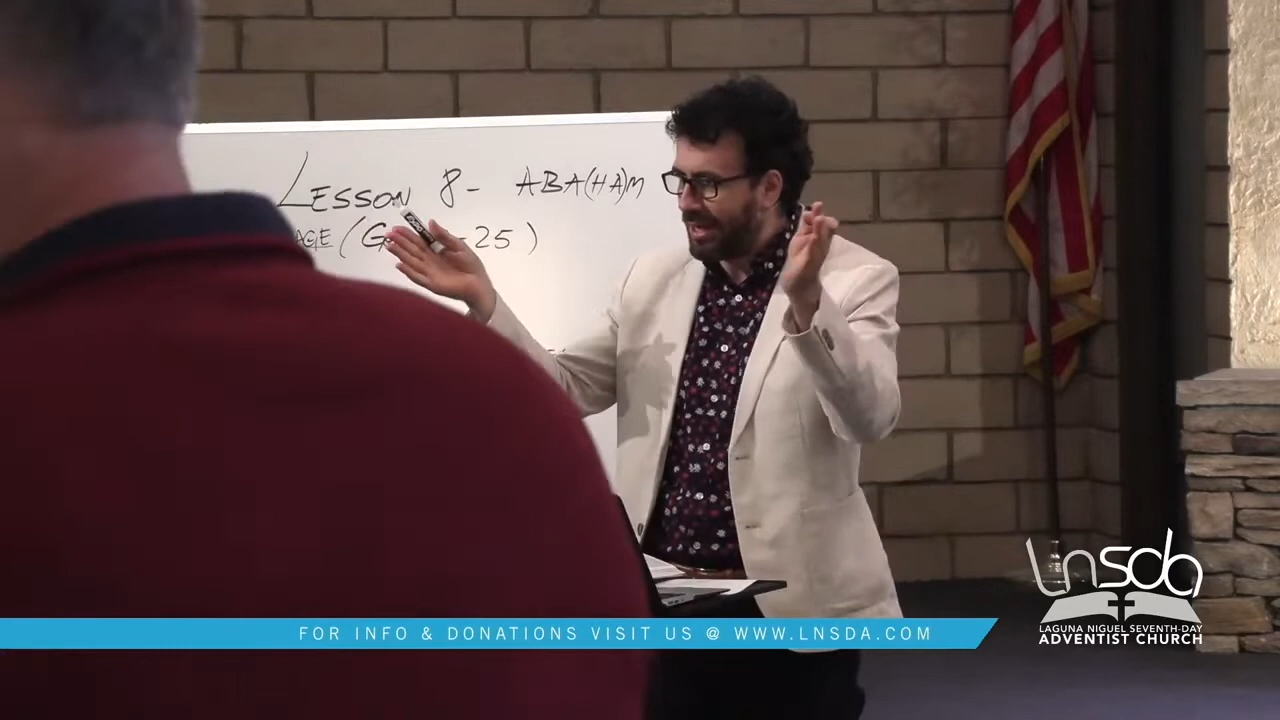 LESSON 8- ABA(HA)M
AGE (G -25)
FOR INFO & DONATIONS VISIT US @ WWW.LNSDA.COM
LNSDA
LAGUNA NIGUEL SEVENTH-DAY
ADVENTIST CHURCH